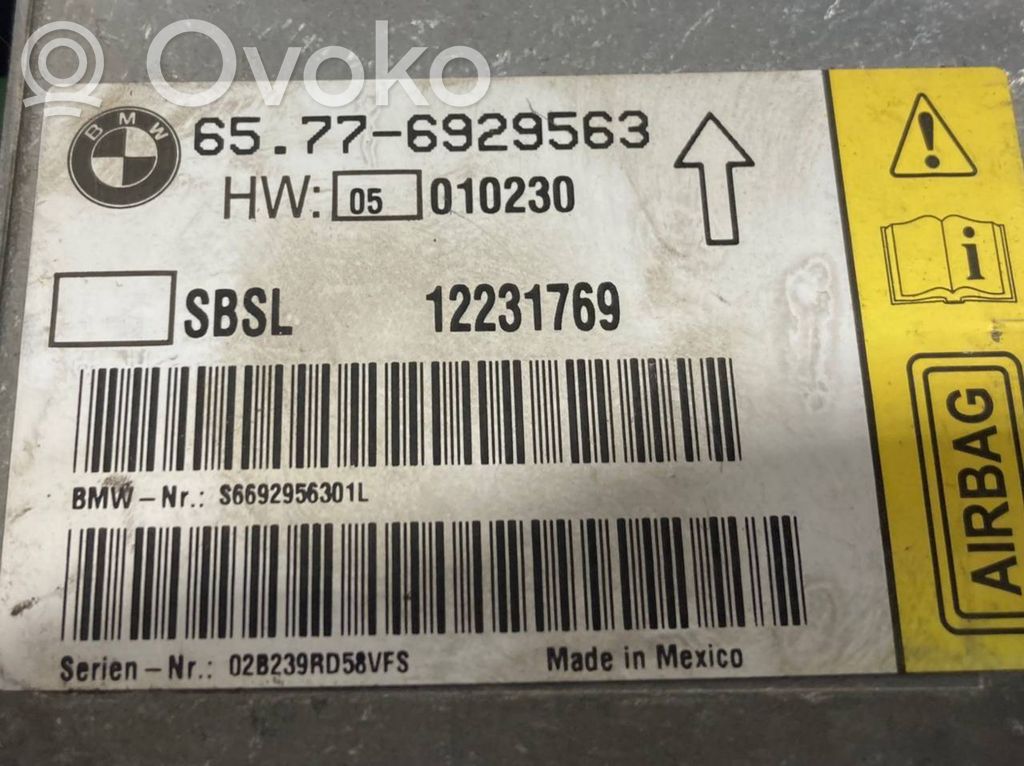 Ovoko
BMW
65.77-6929563
HW: 05 010230
SBSL 12231769
BMW-Nr.: S6692956301L
Serien-Nr.: 02B239RD58VFS Made in Mexico
AIRBAG